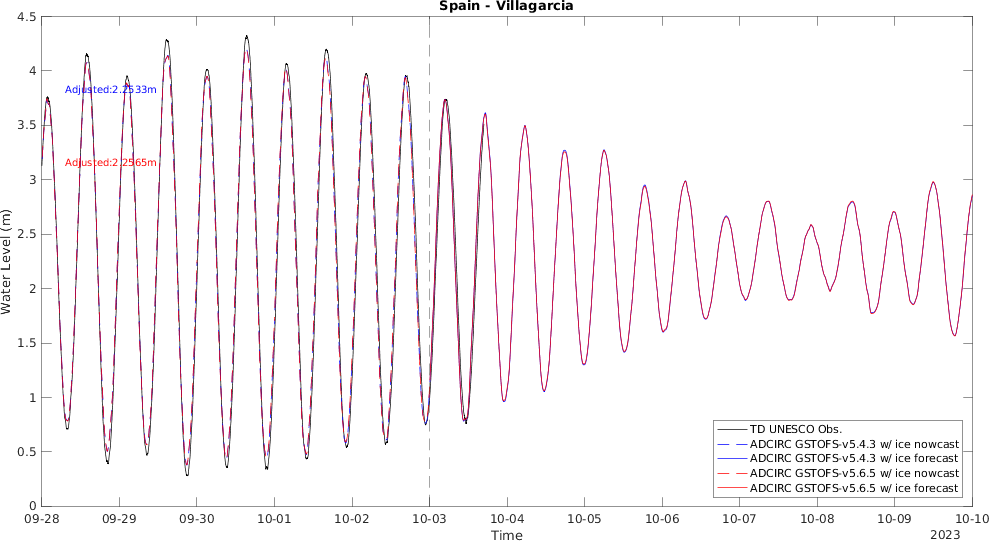 Spain - Villagarcia
4.5
4
3.5
3
2.5
2
1.5
1
0.5
0
Water Level (m)
Adjusted:2.2533m
Adjusted:2.2565m
TD UNESCO Obs.
ADCIRC GSTOFS-v5.4.3 w/ ice nowcast
ADCIRC GSTOFS-v5.4.3 w/ ice forecast
ADCIRC GSTOFS-v5.6.5 w/ ice nowcast
ADCIRC GSTOFS-v5.6.5 w/ ice forecast
09-28 09-29 09-30 10-01 10-02 10-03 10-04 10-05 10-06 10-07 10-08 10-09 10-10
Time
2023